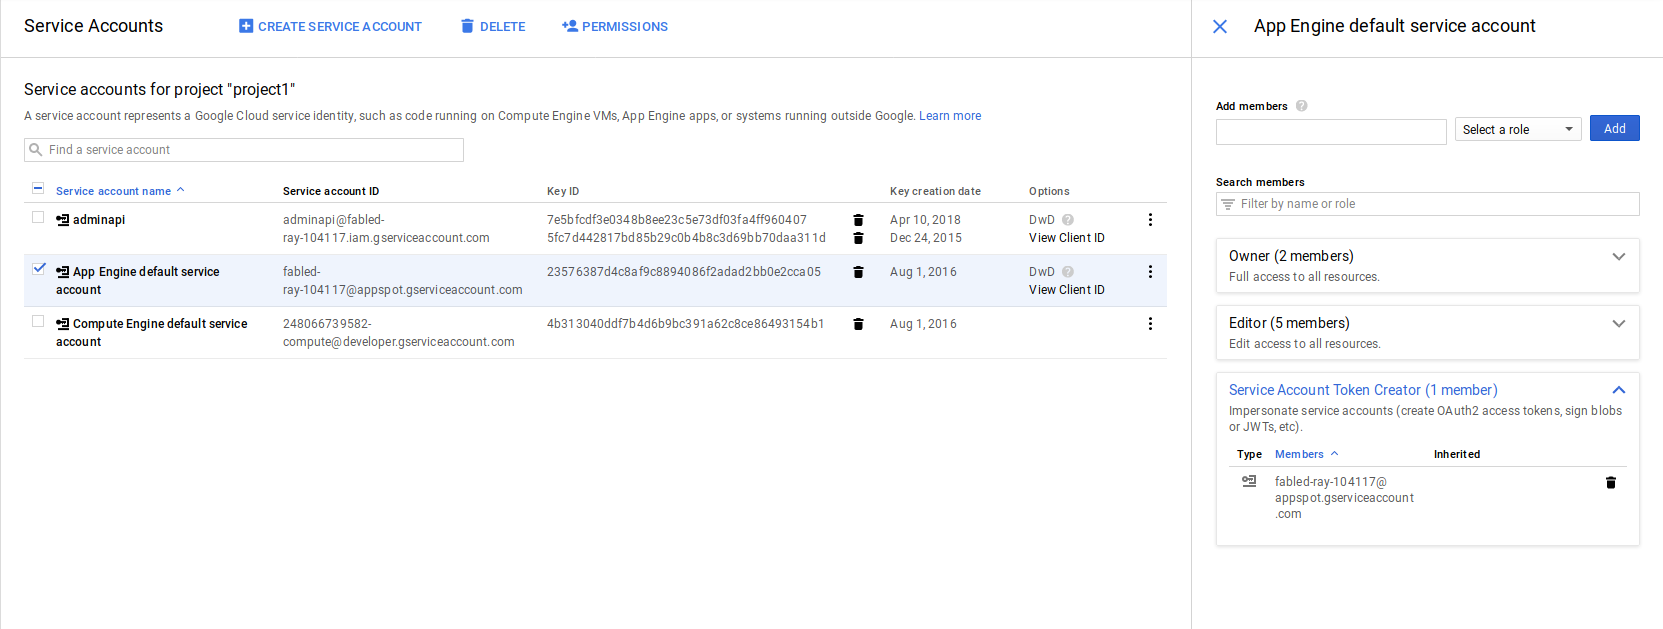 Service Accounts
CREATE SERVICE ACCOUNT
DELETE
PERMISSIONS
Service accounts for project "project1"
A service account represents a Google Cloud service identity, such as code running on Compute Engine VMs, App Engine apps, or systems running outside Google. Learn more
Find a service account
Service account name Service account ID Key ID Key creation date Options
adminapi adminapi@fabled- 7e5bfcdf3e0348b8ee23c5e73df03fa4ff960407 Apr 10, 2018 DwD ?
ray-104117.iam.gserviceaccount.com 5fc7d442817bd85b29c0b4b8c3d69bb70daa311d Dec 24, 2015 View Client ID
App Engine default service fabled- 23576387d4c8af9c8894086f2adad2bb0e2cca05 Aug 1, 2016 DwD ?
account ray-104117@appspot.gserviceaccount.com View Client ID
Compute Engine default service 248066739582- 4b313040ddf7b4d6b9bc391a62c8ce86493154b1 Aug 1, 2016
account compute@developer.gserviceaccount.com
App Engine default service account
Add members ?
Select a role Add
Search members
Filter by name or role
Owner (2 members)
Full access to all resources.
Editor (5 members)
Edit access to all resources.
Service Account Token Creator (1 member)
Impersonate service accounts (create OAuth2 access tokens, sign blobs
or JWTs, etc).
Type Members Inherited
fabled-ray-104117@
appspot.gserviceaccount
.com